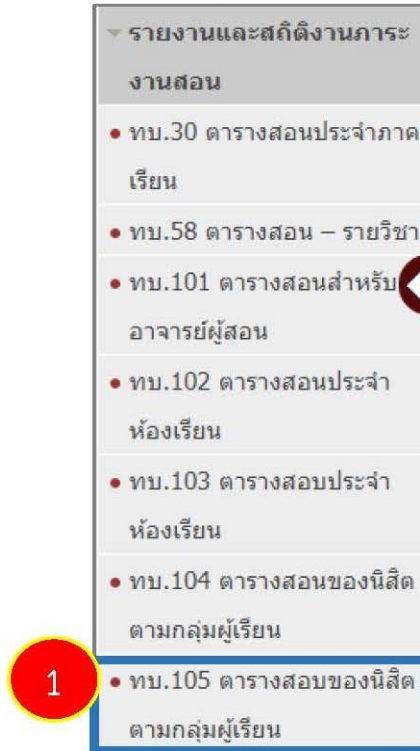 รายงานและสถิติงานภาระ
งานสอน
ทบ.30 ตารางสอนประจำภาค
เรียน
ทบ.58 ตารางสอน – รายวิชา
ทบ.101 ตารางสอนสำหรับ
อาจารย์ผู้สอน
ทบ.102 ตารางสอนประจำ
ห้องเรียน
ทบ.103 ตารางสอบประจำ
ห้องเรียน
ทบ.104 ตารางสอนของนิสิต
ตามกลุ่มผู้เรียน
1
ทบ.105 ตารางสอบของนิสิต
ตามกลุ่มผู้เรียน